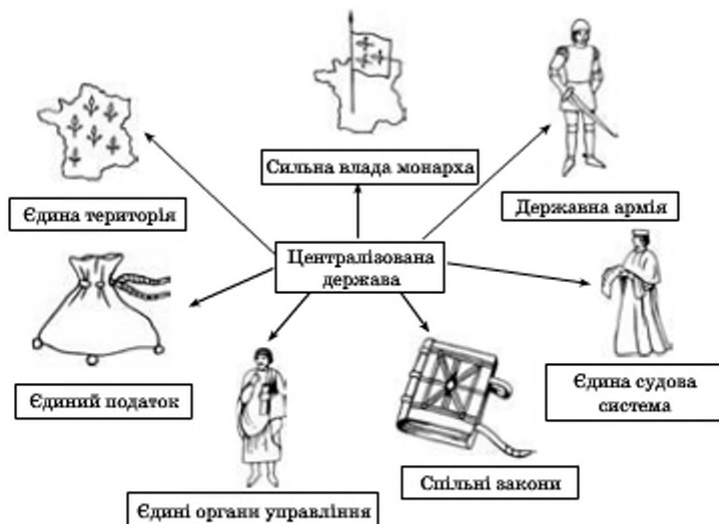 Сильна влада монарха
Єдина територія
Державна армія
Централізована
держава
Єдиний податок
Єдина судова
система
Спільні закони
Єдині органи управління